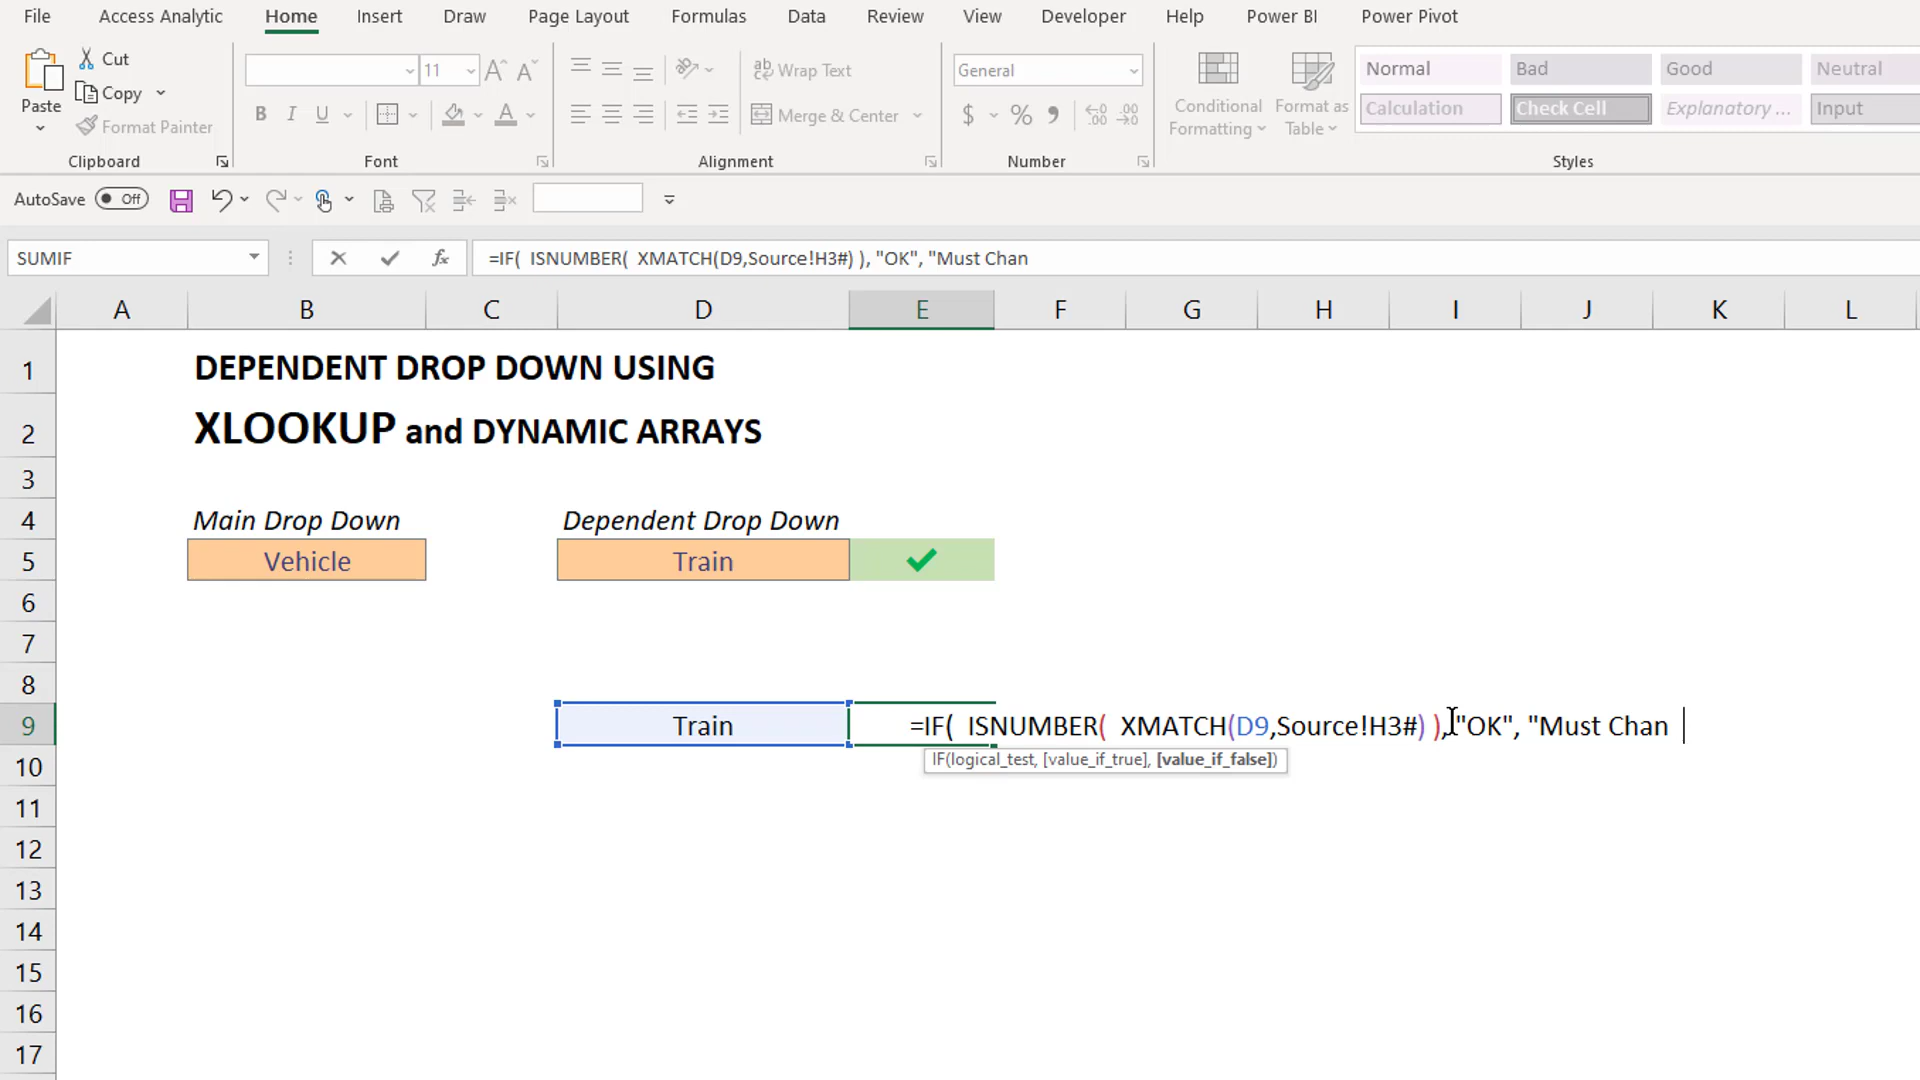 File Access Analytic Home Insert Draw Page Layout Formulas Data Review View Developer Help Power BI Power Pivot
Paste
Cut
Copy
Format Painter
Clipboard
11
B I U A
Font
Wrap Text
Merge & Center
Alignment
General
$ % 9
Number
Conditional
Formatting
Format as
Table
Normal Bad Good Neutral
Calculation Check Cell Explanatory ... Input
Styles
AutoSave Off
SUMIF
fx
=IF( ISNUMBER( XMATCH(D9,Source!H3#) ), "OK", "Must Chan
A B C D E F G H I J K L
1 DEPENDENT DROP DOWN USING
2 XLOOKUP and DYNAMIC ARRAYS
3
4 Main Drop Down Dependent Drop Down
5 Vehicle Train
6
7
8
9 Train =IF( ISNUMBER( XMATCH(D9,Source!H3#) ), "OK", "Must Chan
IF(logical_test, [value_if_true], [value_if_false])
10
11
12
13
14
15
16
17